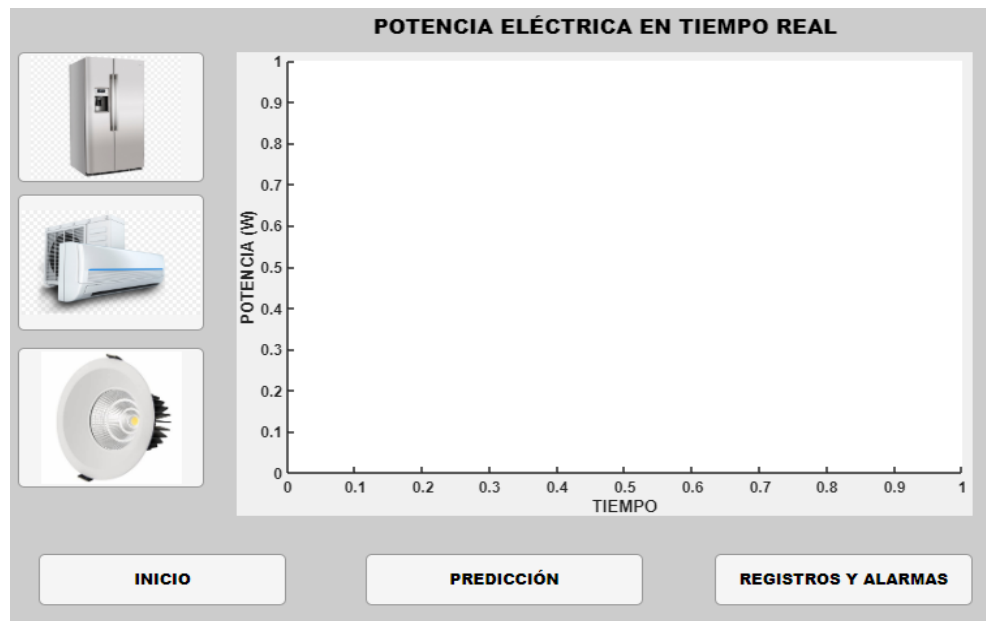 POTENCIA ELÉCTRICA EN TIEMPO REAL
1
0.9
0.8
0.7
0.6
0.5
0.4
0.3
0.2
0.1
0
POTENCIA (W)
0 0.1 0.2 0.3 0.4 0.5 0.6 0.7 0.8 0.9 1
TIEMPO
INICIO PREDICCIÓN REGISTROS Y ALARMAS